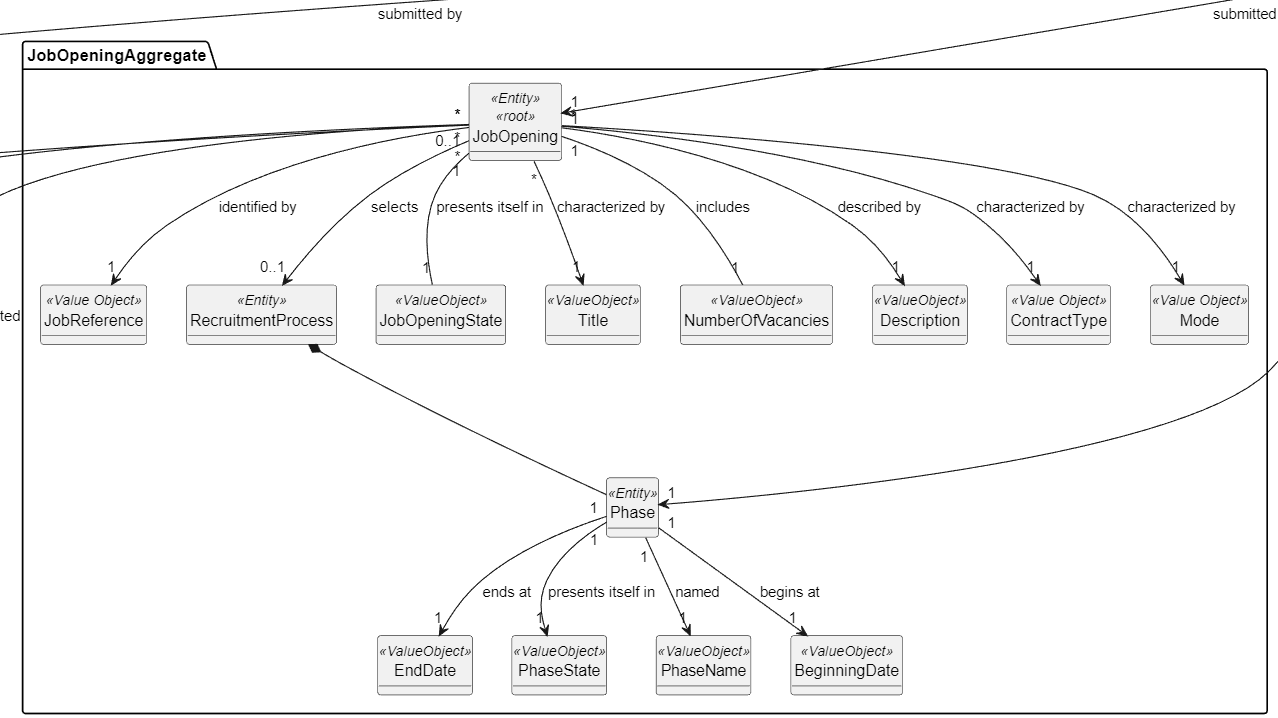 submitted by
submitted
JobOpeningAggregate
«Entity»
«root»
JobOpening
*
*
0..1
*
1
*
1
1
1
identified by
selects
presents itself in
characterized by
includes
described by
characterized by
characterized by
1
0..1
1
1
1
1
1
1
ted
«Value Object»
JobReference
«Entity»
RecruitmentProcess
«ValueObject»
JobOpeningState
«ValueObject»
Title
«ValueObject»
NumberOfVacancies
«ValueObject»
Description
«Value Object»
ContractType
«Value Object»
Mode
«Entity»
Phase
1
1
1
1
1
1
ends at
presents itself in
named
begins at
1
1
1
1
«ValueObject»
EndDate
«ValueObject»
PhaseState
«ValueObject»
PhaseName
«ValueObject»
BeginningDate